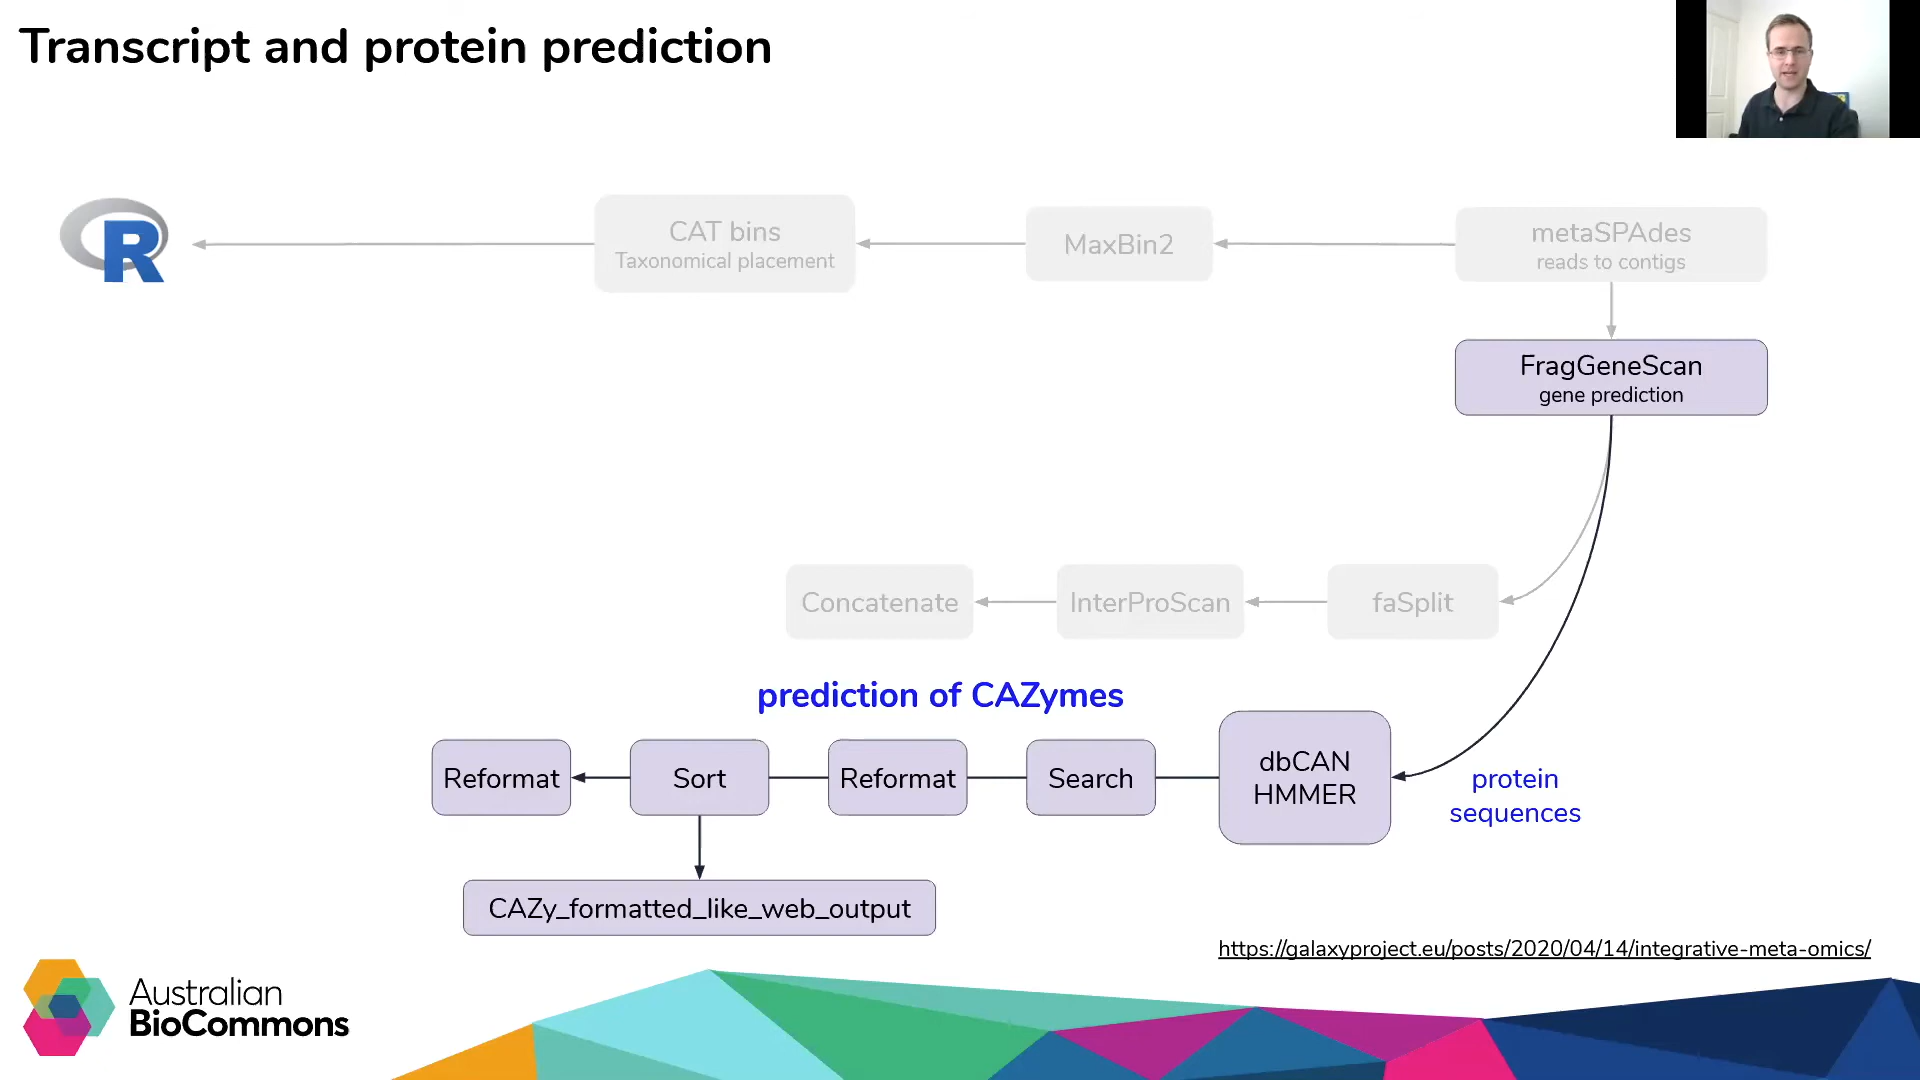 Transcript and protein prediction
R
CAT bins
Taxonomical placement
MaxBin2
metaSPAdes
reads to contigs
FragGeneScan
gene prediction
Concatenate
InterProScan
faSplit
prediction of CAZymes
Reformat
Sort
Reformat
Search
dbCAN
HMMER
protein
sequences
CAZy_formatted_like_web_output
https://galaxyproject.eu/posts/2020/04/14/integrative-meta-omics/
Australian
BioCommons